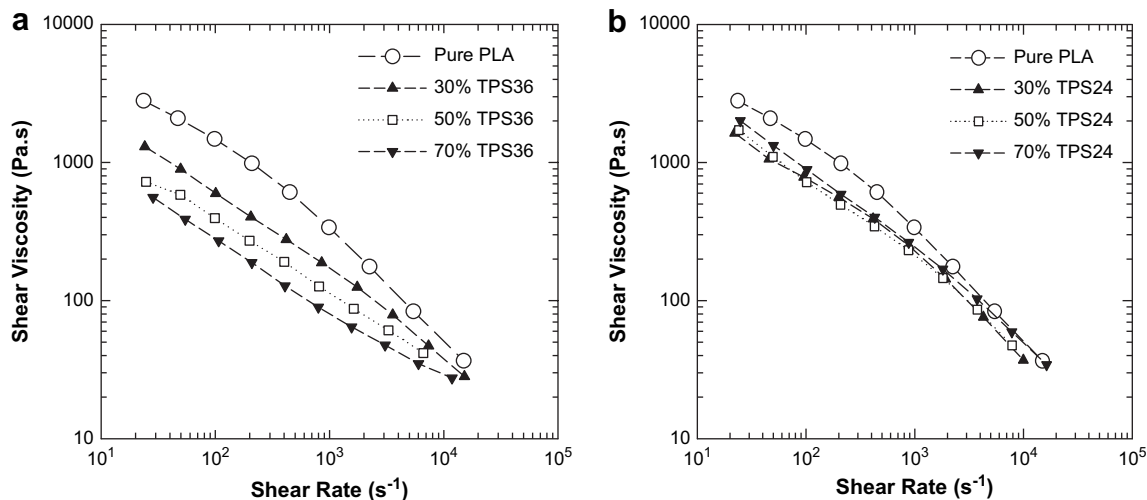 a
10000
1000
100
10
Shear Viscosity (Pa.s)
Pure PLA
30% TPS36
50% TPS36
70% TPS36
10¹ 10² 10³ 10⁴ 10⁵
Shear Rate (s⁻¹)
b
10000
1000
100
10
Shear Viscosity (Pa.s)
Pure PLA
30% TPS24
50% TPS24
70% TPS24
10¹ 10² 10³ 10⁴ 10⁵
Shear Rate (s⁻¹)